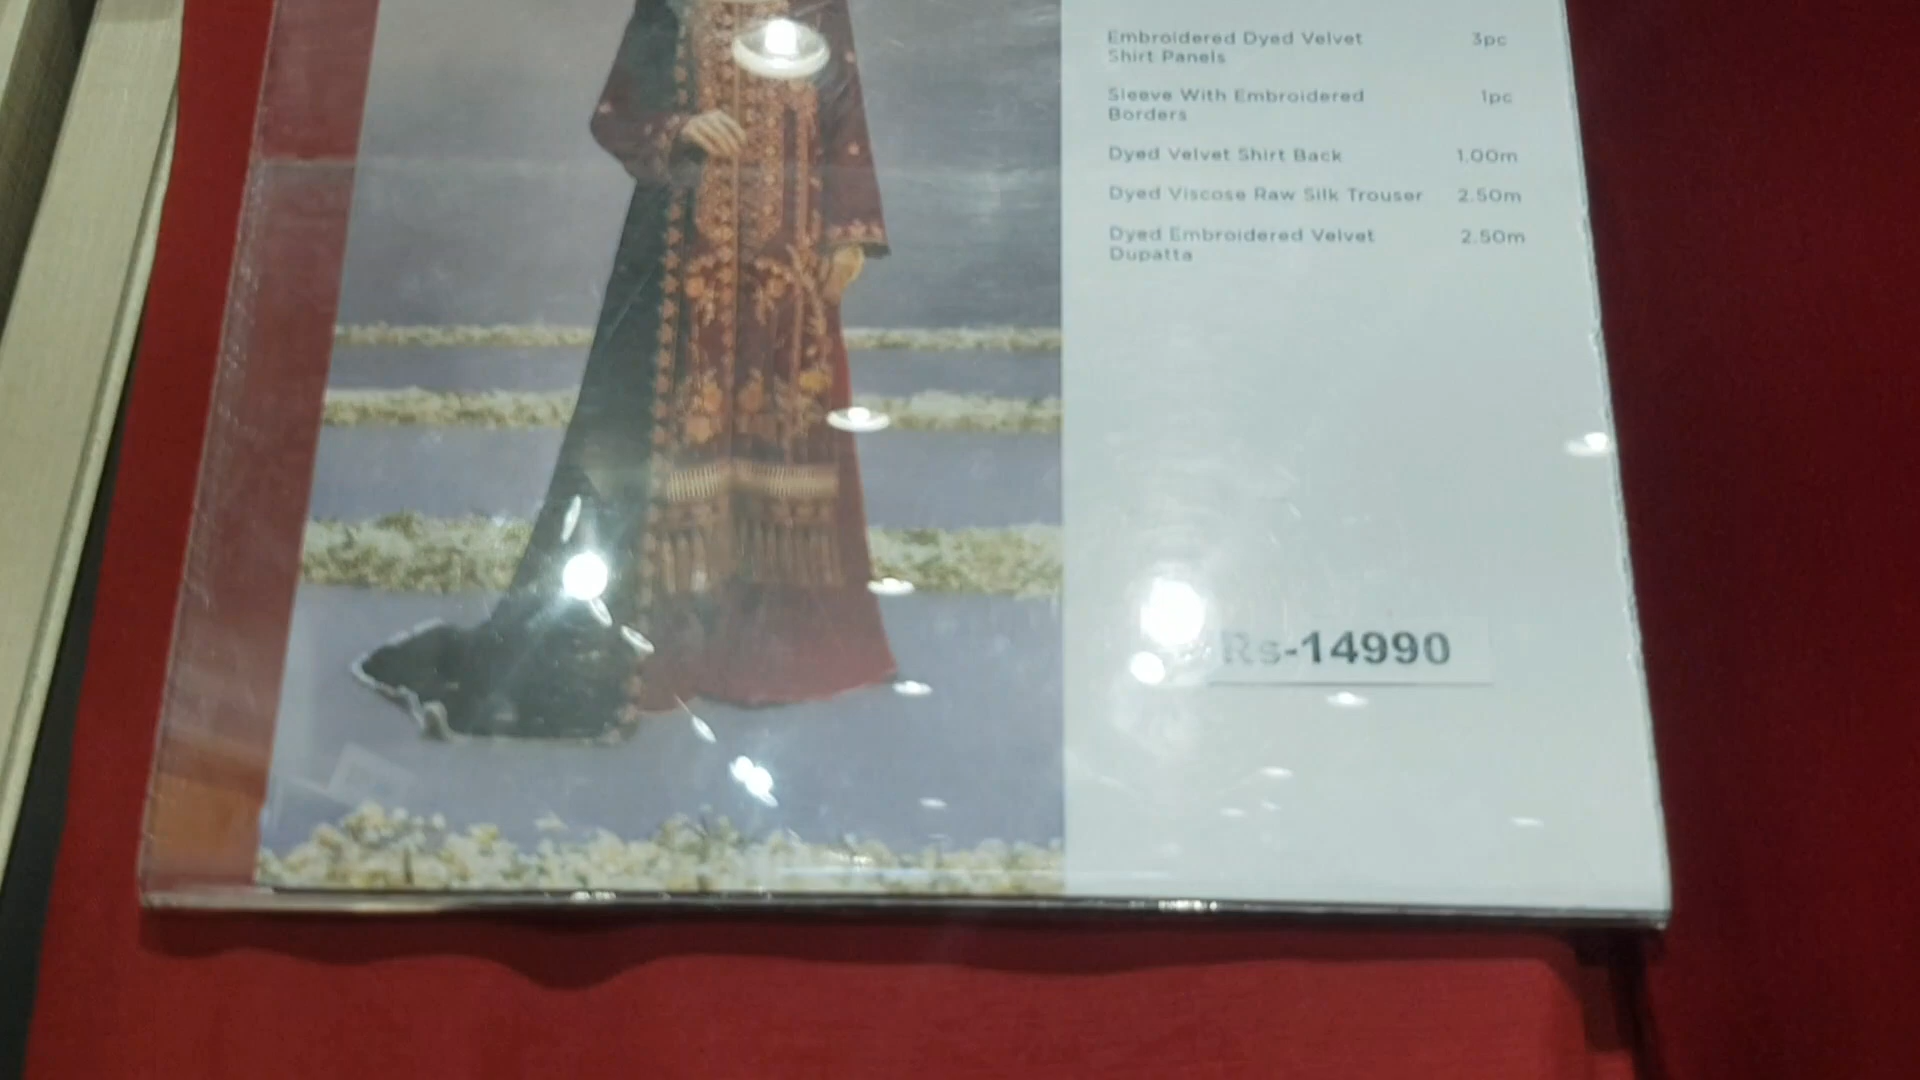 Embroidered Dyed Velvet 3pc
Shirt Panels
Sleeve With Embroidered 1pc
Borders
Dyed Velvet Shirt Back 1.00m
Dyed Viscose Raw Silk Trouser 2.50m
Dyed Embroidered Velvet 2.50m
Dupatta
Rs-14990